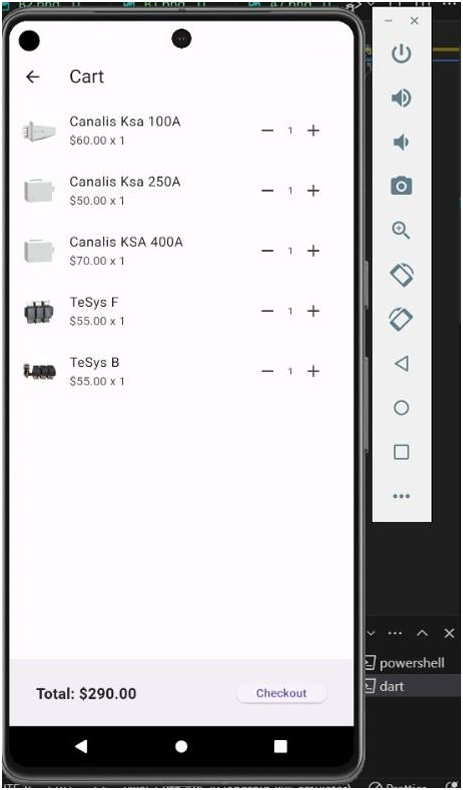 Cart
Canalis Ksa 100A
$60.00 x 1
1
Canalis Ksa 250A
$50.00 x 1
1
Canalis KSA 400A
$70.00 x 1
1
TeSys F
$55.00 x 1
1
TeSys B
$55.00 x 1
1
Total: $290.00
Checkout
powershell
dart